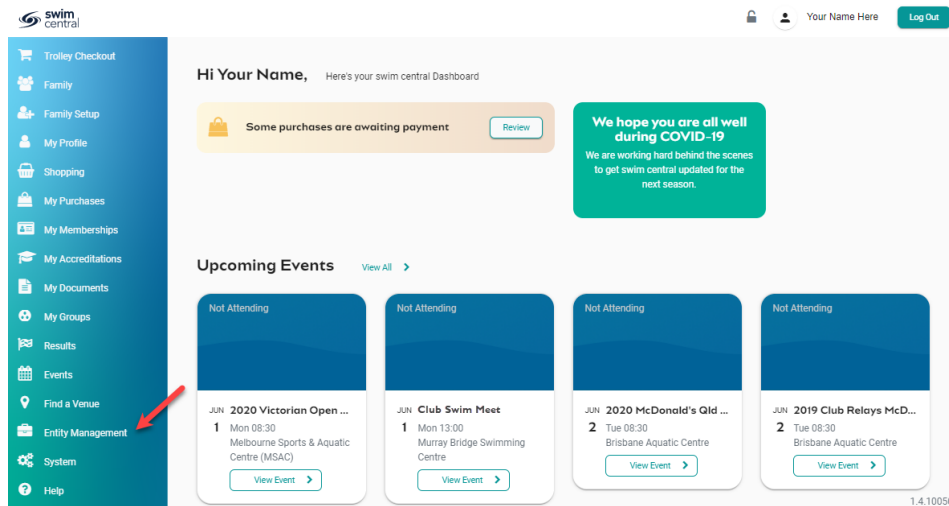 swim
central
Your Name Here
Log Out
Trolley Checkout
Family
Family Setup
My Profile
Shopping
My Purchases
My Memberships
My Accreditations
My Documents
My Groups
Results
Events
Find a Venue
Entity Management
System
Help
Hi Your Name,
Here's your swim central Dashboard
Some purchases are awaiting payment
Review
We hope you are all well
during COVID-19
We are working hard behind the scenes
to get swim central updated for the
next season.
Upcoming Events
View All
Not Attending
JUN 2020 Victorian Open ...
1 Mon 08:30
Melbourne Sports & Aquatic
Centre (MSAC)
View Event
Not Attending
JUN Club Swim Meet
1 Mon 13:00
Murray Bridge Swimming
Centre
View Event
Not Attending
JUN 2020 McDonald's Qld ...
2 Tue 08:30
Brisbane Aquatic Centre
View Event
Not Attending
JUN 2019 Club Relays McD...
2 Tue 08:30
Brisbane Aquatic Centre
View Event